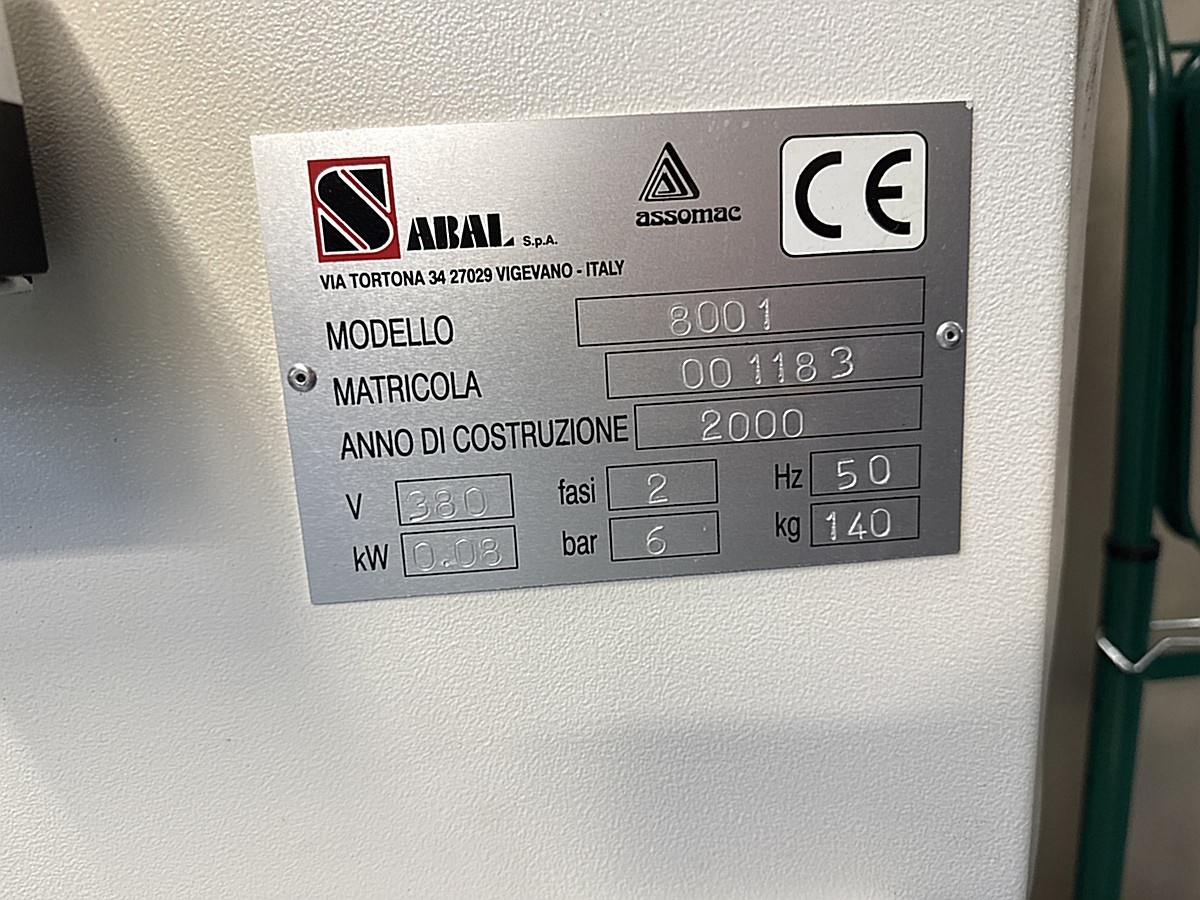 SABAL S.p.A.
assomac
CE
VIA TORTONA 34 27029 VIGEVANO - ITALY
MODELLO 8001
MATRICOLA 001183
ANNO DI COSTRUZIONE 2000
V 380 fasi 2 Hz 50
kW 0.08 bar 6 kg 140